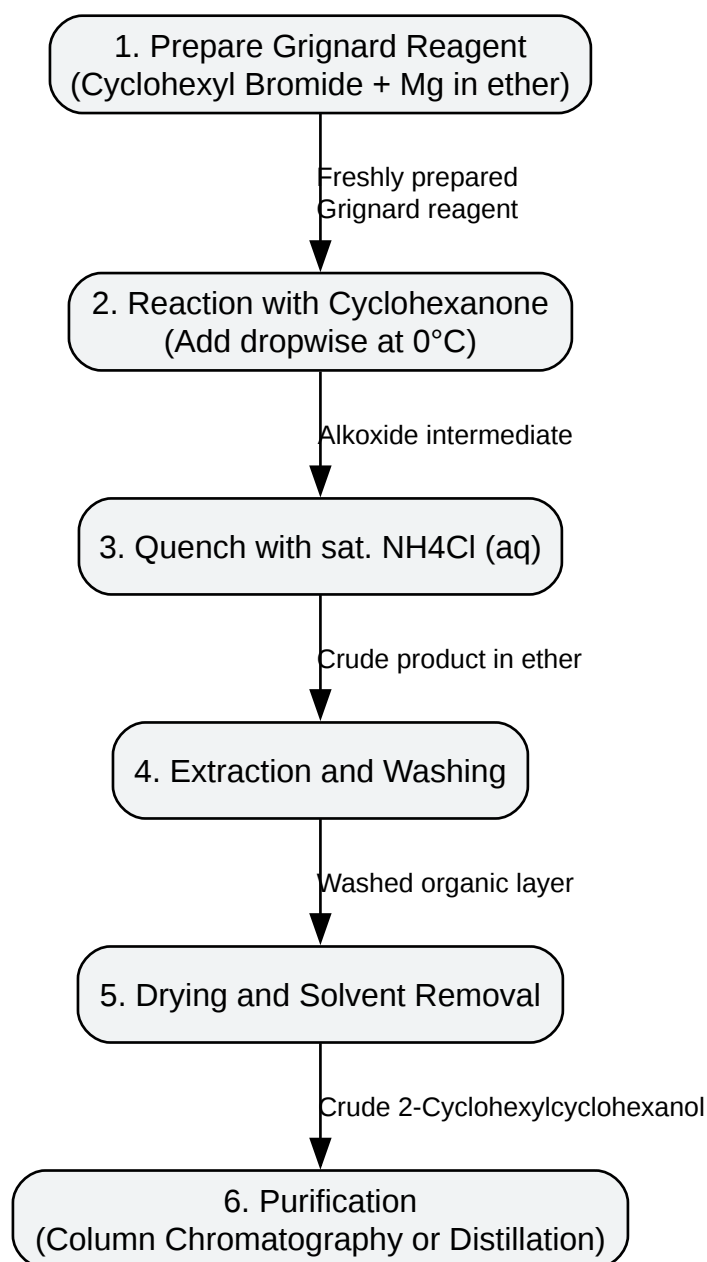 1. Prepare Grignard Reagent
(Cyclohexyl Bromide + Mg in ether)
Freshly prepared
Grignard reagent
2. Reaction with Cyclohexanone
(Add dropwise at 0°C)
Alkoxide intermediate
3. Quench with sat. NH4Cl (aq)
Crude product in ether
4. Extraction and Washing
Washed organic layer
5. Drying and Solvent Removal
Crude 2-Cyclohexylcyclohexanol
6. Purification
(Column Chromatography or Distillation)